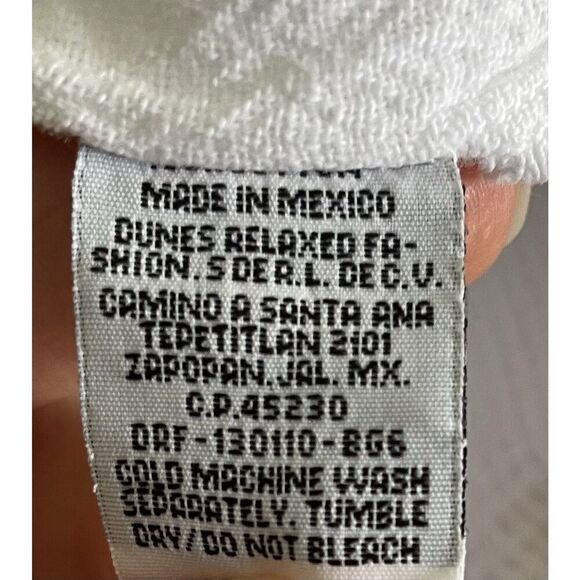 MADE IN MEXICO
DUNES RELAXED FA-
SHION. S DE R.L. DE C.V.
CAMINO A SANTA ANA
TEPETITLAN 2101
ZAPOPAN. JAL. MX.
C.P. 45230
DRF-130110-8G6
COLD MACHINE WASH
SEPARATELY. TUMBLE
DRY/DO NOT BLEACH